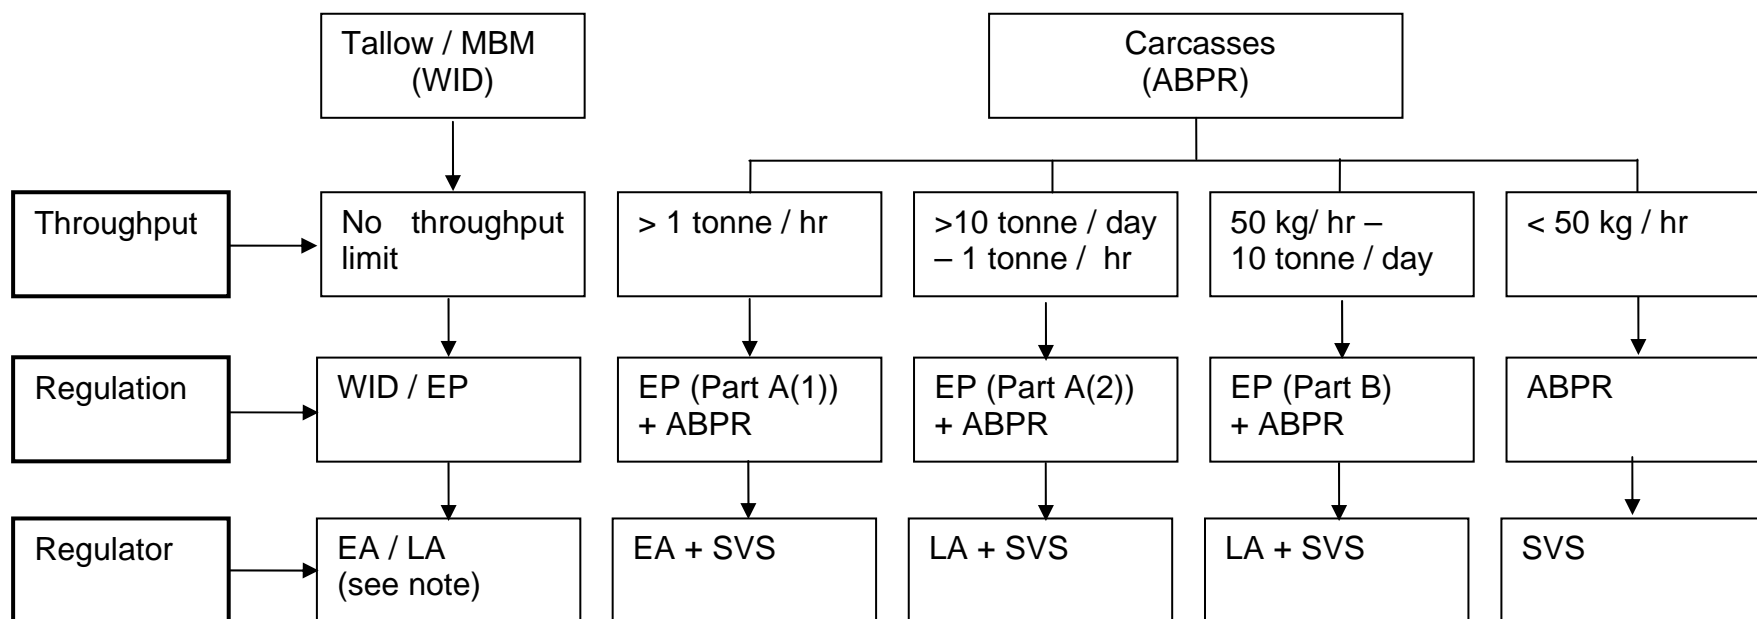 Tallow / MBM
(WID)
Carcasses
(ABPR)
Throughput
No throughput
limit
> 1 tonne / hr
>10 tonne / day
– 1 tonne / hr
50 kg/ hr –
10 tonne / day
< 50 kg / hr
Regulation
WID / EP
EP (Part A(1))
+ ABPR
EP (Part A(2))
+ ABPR
EP (Part B)
+ ABPR
ABPR
Regulator
EA / LA
(see note)
EA + SVS
LA + SVS
LA + SVS
SVS